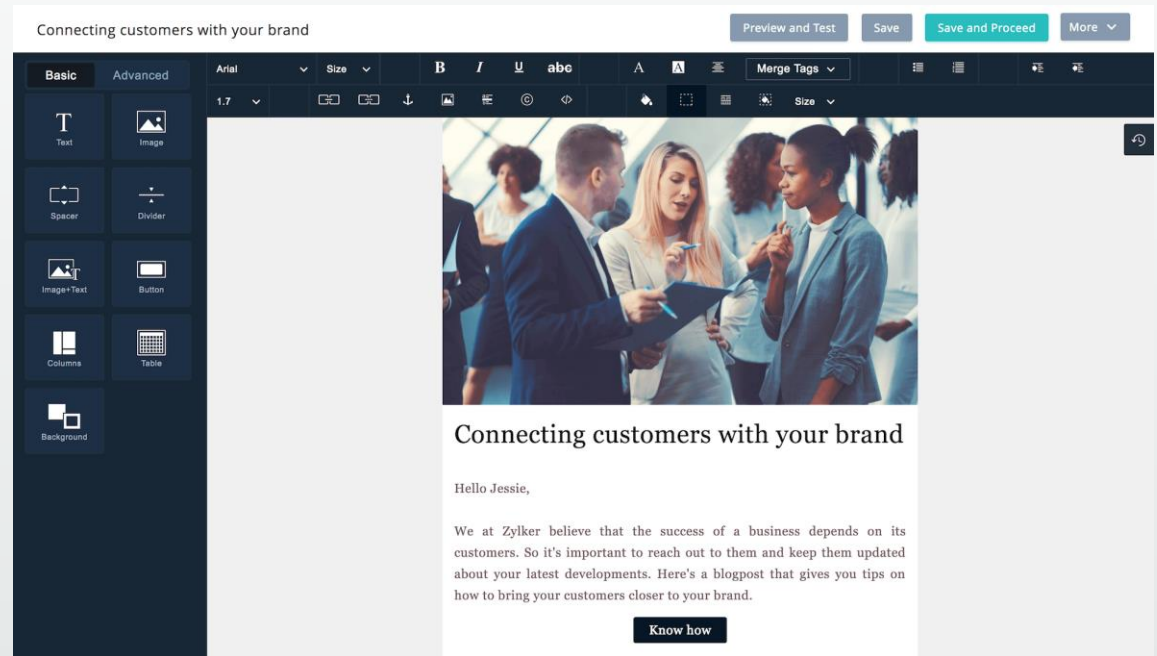 Connecting customers with your brand
Preview and Test
Save
Save and Proceed
More
Basic
Advanced
Arial
Size
B
I
U
abc
A
A
Merge Tags
1.7
Size
T
Text
Image
Spacer
Divider
T
Image+Text
Button
Columns
Table
Background
Connecting customers with your brand
Hello Jessie,
We at Zylker believe that the success of a business depends on its
customers. So it's important to reach out to them and keep them updated
about your latest developments. Here's a blogpost that gives you tips on
how to bring your customers closer to your brand.
Know how